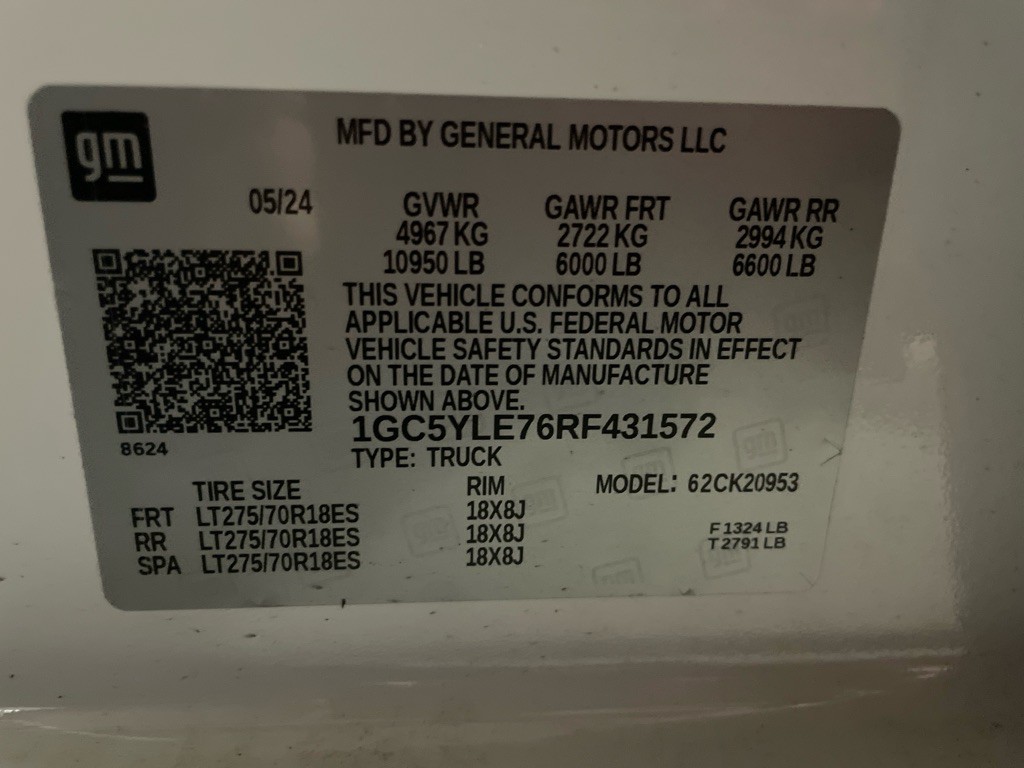 gm
MFD BY GENERAL MOTORS LLC
05/24
GVWR GAWR FRT GAWR RR
4967 KG 2722 KG 2994 KG
10950 LB 6000 LB 6600 LB
THIS VEHICLE CONFORMS TO ALL
APPLICABLE U.S. FEDERAL MOTOR
VEHICLE SAFETY STANDARDS IN EFFECT
ON THE DATE OF MANUFACTURE
SHOWN ABOVE.
1GC5YLE76RF431572
8624
TYPE: TRUCK
TIRE SIZE RIM MODEL: 62CK20953
FRT LT275/70R18ES 18X8J
RR LT275/70R18ES 18X8J
SPA LT275/70R18ES 18X8J
F 1324 LB
T 2791 LB